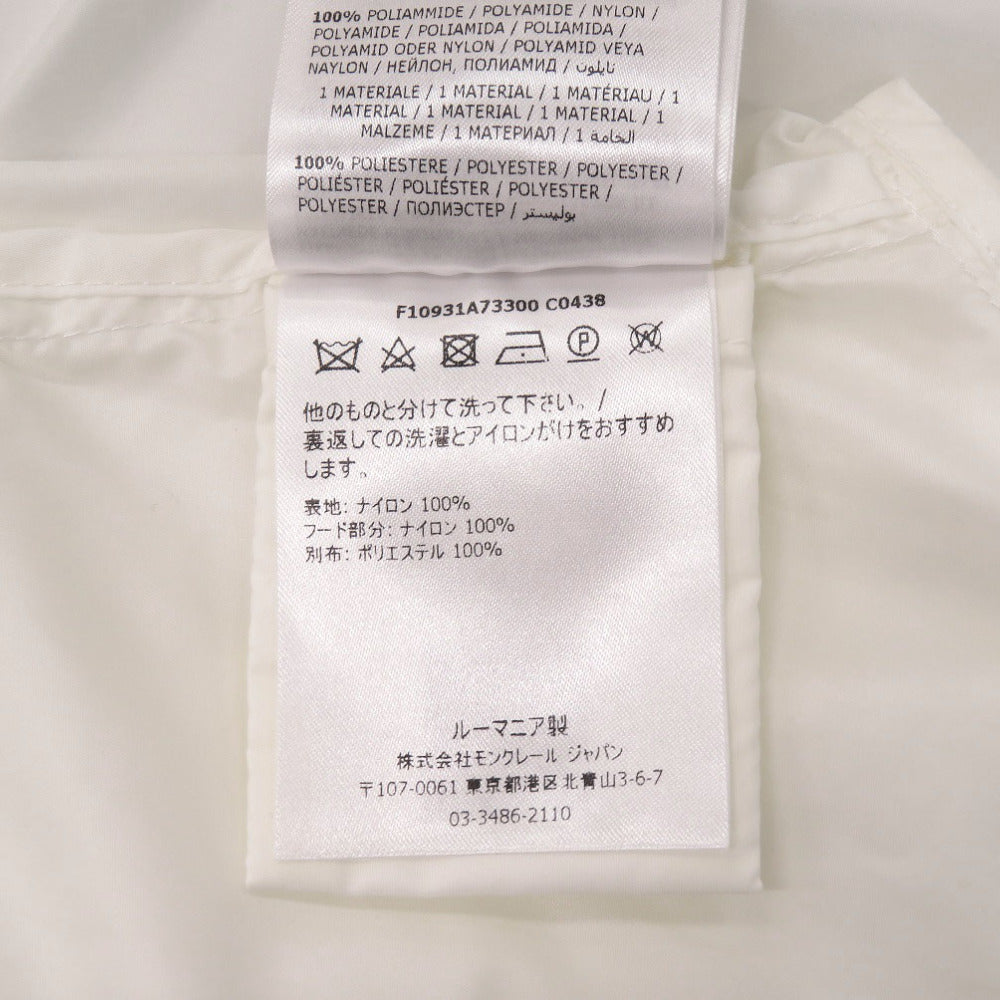 100% POLIAMMIDE / POLYAMIDE / NYLON /
POLYAMIDE / POLIAMIDA / POLIAMIDA /
POLYAMID ODER NYLON / POLYAMID VEYA
NAYLON / НЕЙЛОН, ПОЛИАМИД / نايلون
1 MATERIALE / 1 MATERIAL / 1 MATÉRIAU / 1
MATERIAL / 1 MATERIAL / 1 MATERIAL / 1
MALZEME / 1 МАТЕРИАЛ / 1 الخامة
100% POLIESTERE / POLYESTER / POLYESTER /
POLIÉSTER / POLIÉSTER / POLYESTER /
POLYESTER / ПОЛИЭСТЕР / بوليستر
F10931A73300 C0438
P W
他のものと分けて洗って下さい。/
裏返しての洗濯とアイロンがけをおすすめ
します。
表地: ナイロン 100%
フード部分: ナイロン 100%
別布: ポリエステル 100%
ルーマニア製
株式会社モンクレール ジャパン
〒107-0061 東京都港区北青山3-6-7
03-3486-2110